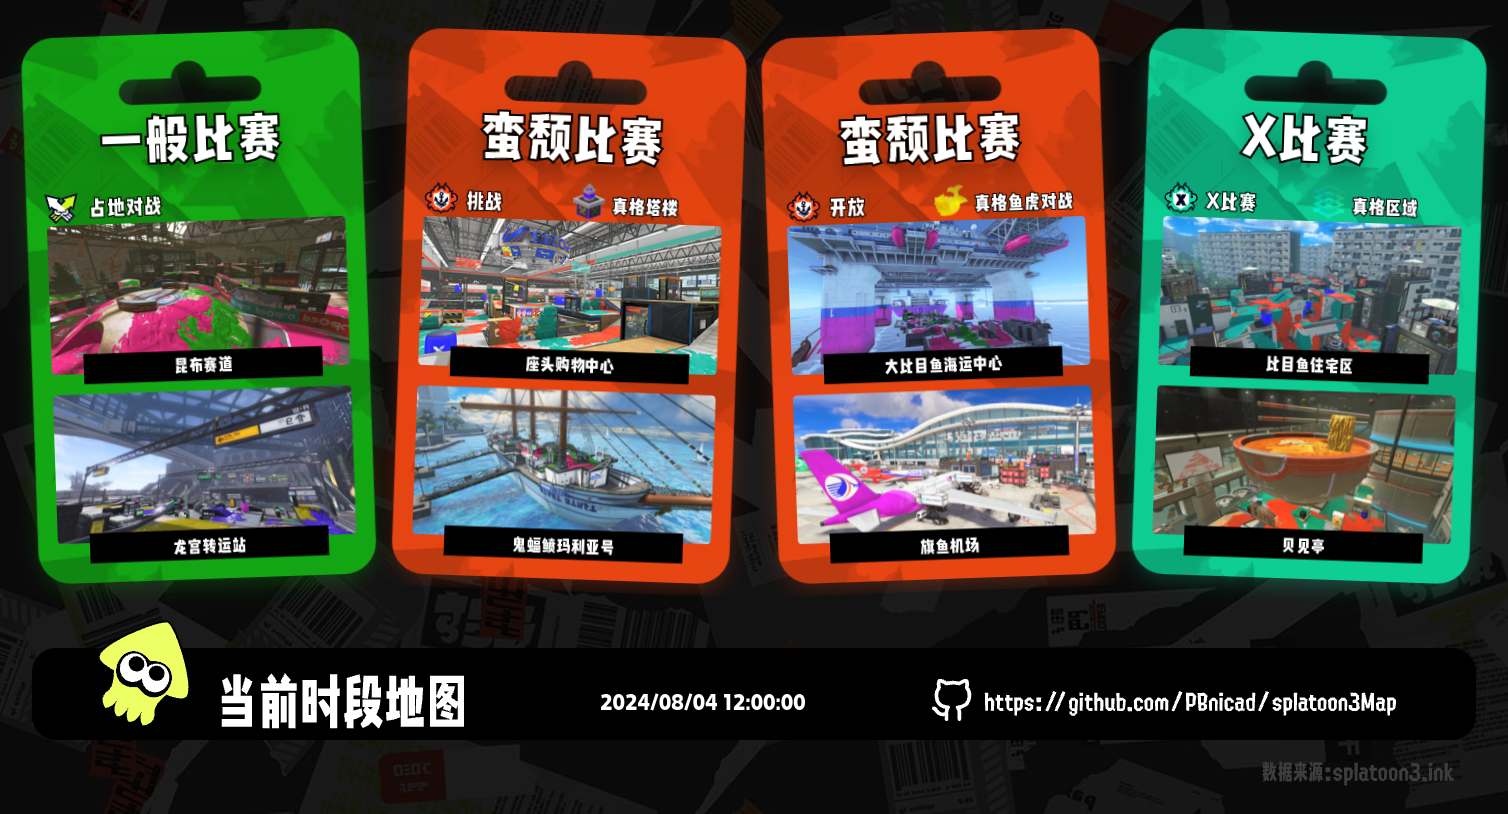 一般比赛
占地对战
昆布赛道
龙宫转运站
蛮颓比赛
挑战
真格塔楼
座头购物中心
鬼蝠鲼玛利亚号
蛮颓比赛
开放
真格鱼虎对战
大比目鱼海运中心
旗鱼机场
X比赛
X比赛
真格区域
比目鱼住宅区
贝见亭
当前时段地图
2024/08/04 12:00:00
https://github.com/PBnicad/splatoon3Map
数据来源:splatoon3.ink